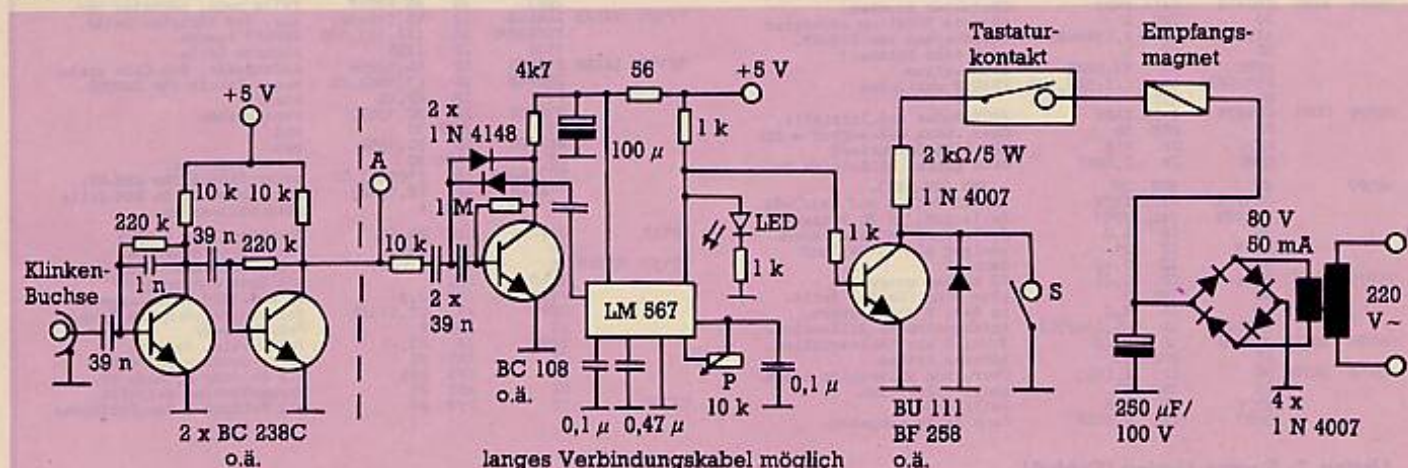 Klinken-
Buchse
39 n
220 k
1 n
10 k
+5 V
10 k
39 n
220 k
2 x BC 238C
o.ä.
A
10 k
2 x
39 n
2 x
1 N 4148
1 M
4k7
100 µ
56
+5 V
1 k
BC 108
o.ä.
LM 567
LED
1 k
0,1 µ
0,47 µ
P
10 k
0,1 µ
langes Verbindungskabel möglich
1 k
BU 111
BF 258
o.ä.
2 kΩ/5 W
1 N 4007
S
Tastatur-
kontakt
Empfangs-
magnet
250 µF/
100 V
80 V
50 mA
4 x
1 N 4007
220
V~